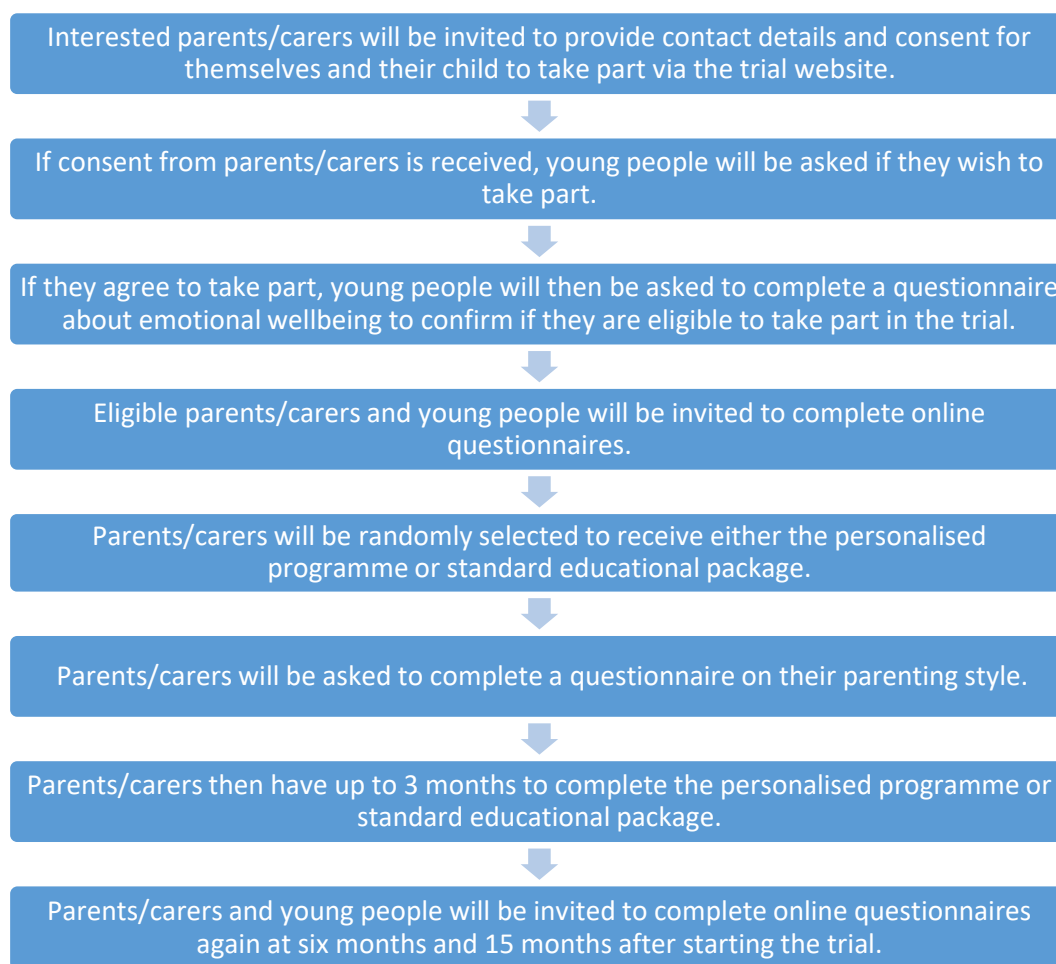 Interested parents/carers will be invited to provide contact details and consent for
themselves and their child to take part via the trial website.
If consent from parents/carers is received, young people will be asked if they wish to
take part.
If they agree to take part, young people will then be asked to complete a questionnaire
about emotional wellbeing to confirm if they are eligible to take part in the trial.
Eligible parents/carers and young people will be invited to complete online
questionnaires.
Parents/carers will be randomly selected to receive either the personalised
programme or standard educational package.
Parents/carers will be asked to complete a questionnaire on their parenting style.
Parents/carers then have up to 3 months to complete the personalised programme or
standard educational package.
Parents/carers and young people will be invited to complete online questionnaires
again at six months and 15 months after starting the trial.